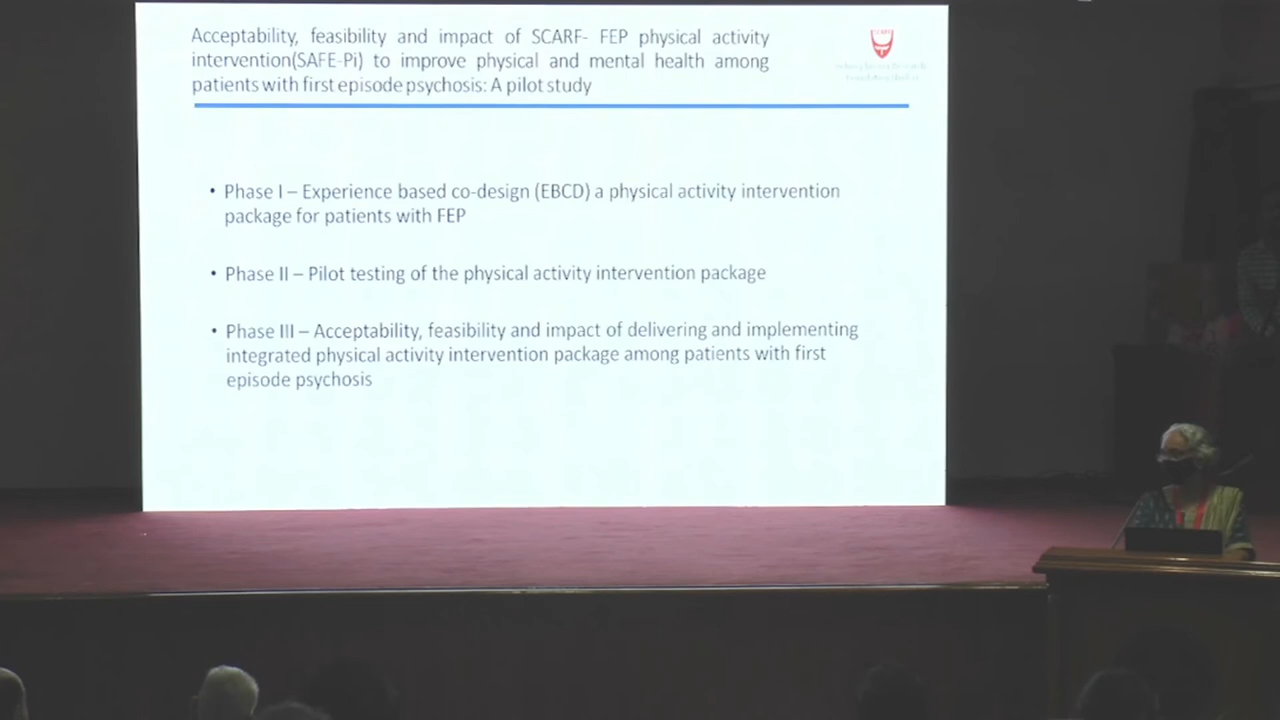 Acceptability, feasibility and impact of SCARF- FEP physical activity
intervention(SAFE-Pi) to improve physical and mental health among
patients with first episode psychosis: A pilot study
• Phase I – Experience based co-design (EBCD) a physical activity intervention
package for patients with FEP
• Phase II – Pilot testing of the physical activity intervention package
• Phase III – Acceptability, feasibility and impact of delivering and implementing
integrated physical activity intervention package among patients with first
episode psychosis